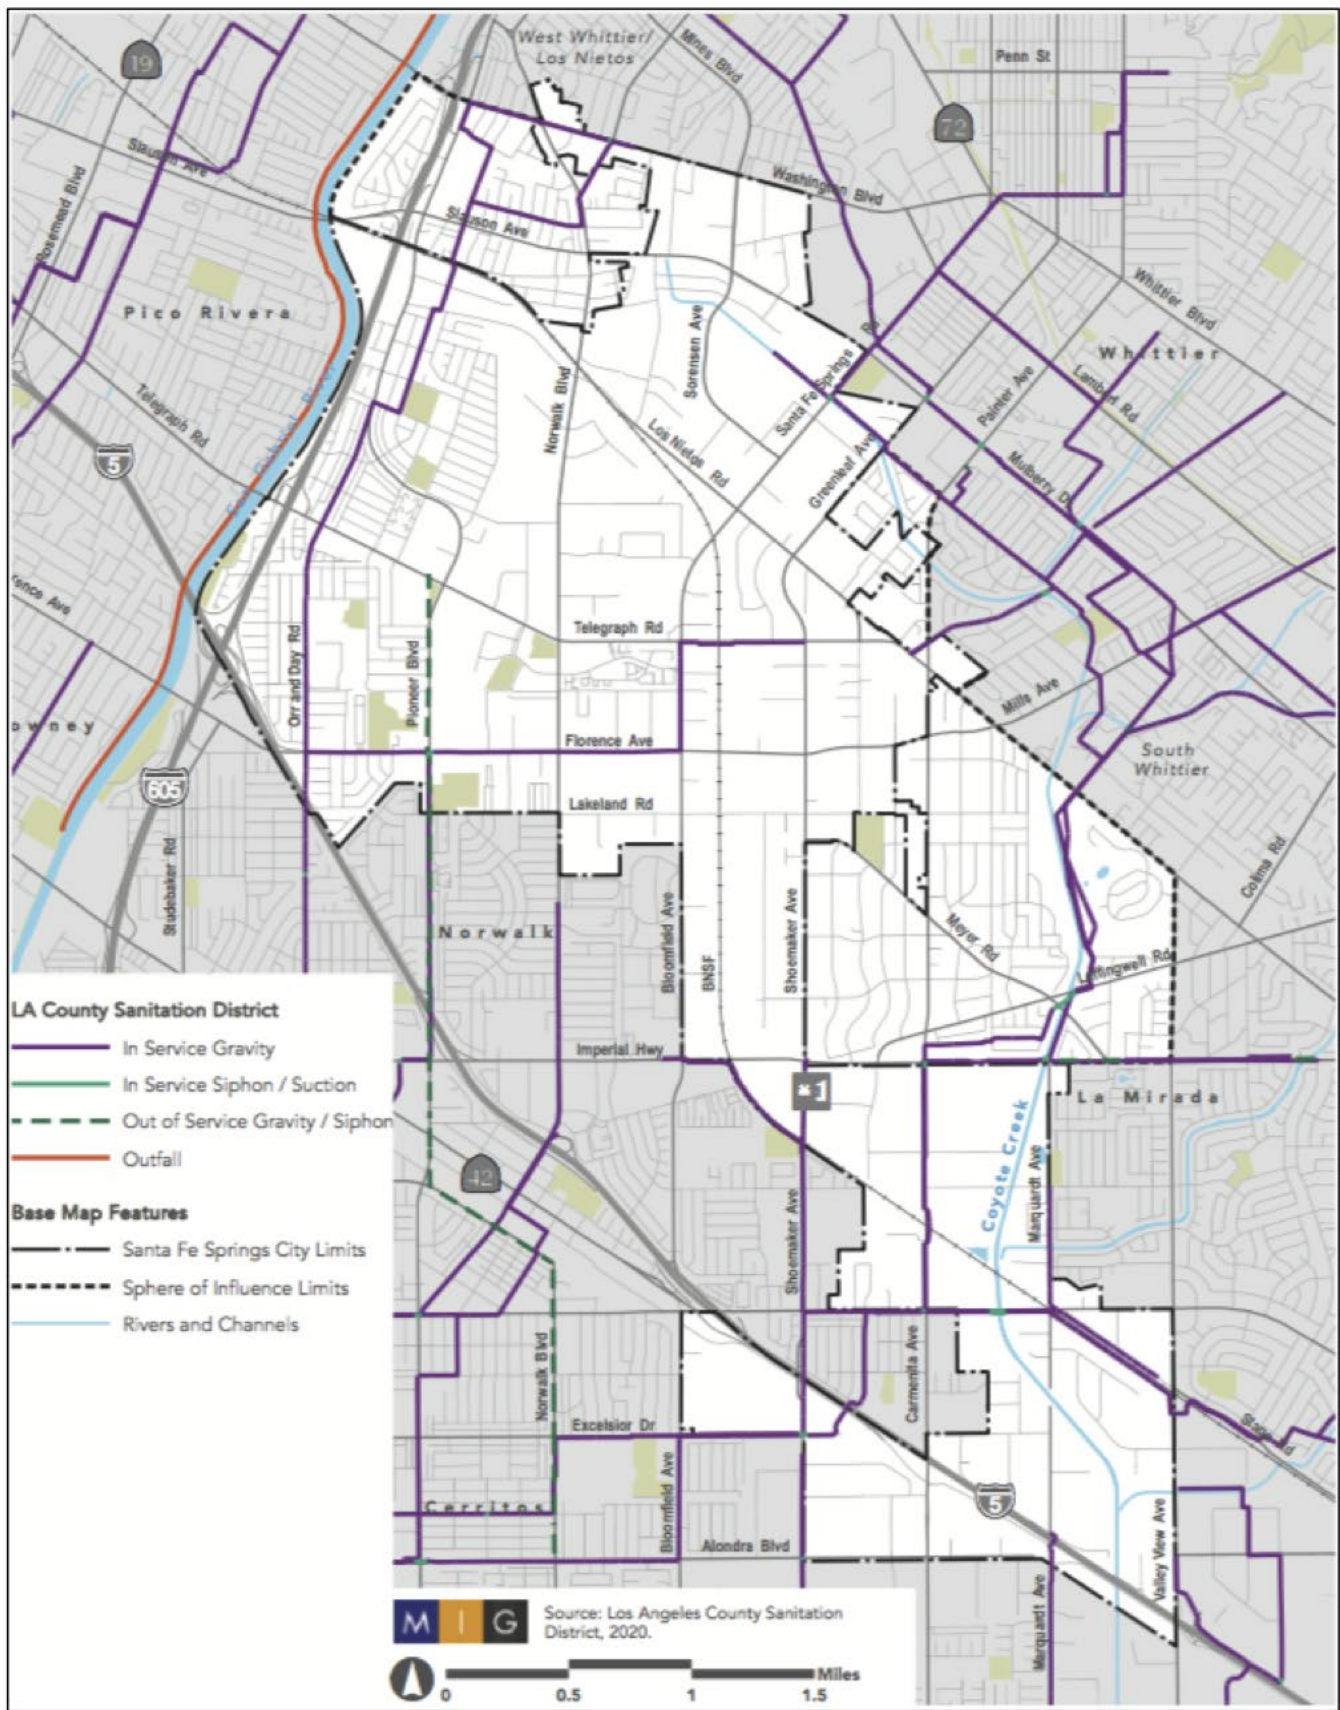 West Whittier/
Los Nietos
Mines Blvd
Penn St
19
72
Slauson Ave
Rosemead Blvd
Washington Blvd
Slauson Ave
Whittier Blvd
Pico Rivera
Sorensen Ave
Santa Fe Springs Rd
Whittier
Painter Ave
Lambert Rd
Telegraph Rd
Norwalk Blvd
Los Nietos Rd
Greenleaf Ave
Mulberry Dr
5
Telegraph Rd
Orr and Day Rd
Pioneer Blvd
Florence Ave
Mills Ave
South
Whittier
605
Lakeland Rd
Studebaker Rd
Norwalk
Bloomfield Ave
BNSF
Shoemaker Ave
Meyer Rd
Colima Rd
Leffingwell Rd
Imperial Hwy
*1
La Mirada
Coyote Creek
Marquardt Ave
42
Shoemaker Ave
Norwalk Blvd
Carmenita Ave
Excelsior Dr
Stage Rd
Bloomfield Ave
5
Cerritos
Alondra Blvd
Valley View Ave
Marquardt Ave
LA County Sanitation District
In Service Gravity
In Service Siphon / Suction
Out of Service Gravity / Siphon
Outfall
Base Map Features
Santa Fe Springs City Limits
Sphere of Influence Limits
Rivers and Channels
MIG
Source: Los Angeles County Sanitation
District, 2020.
Miles
0 0.5 1 1.5